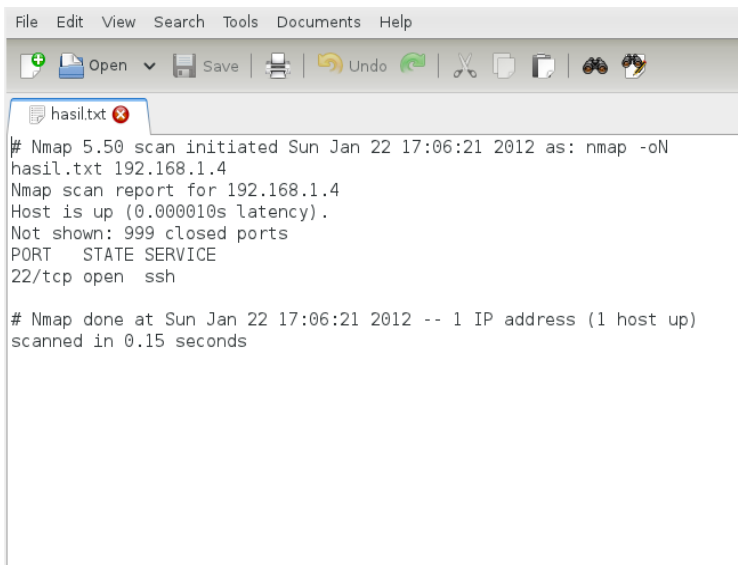 File Edit View Search Tools Documents Help
Open Save Undo
hasil.txt
# Nmap 5.50 scan initiated Sun Jan 22 17:06:21 2012 as: nmap -oN
hasil.txt 192.168.1.4
Nmap scan report for 192.168.1.4
Host is up (0.000010s latency).
Not shown: 999 closed ports
PORT   STATE SERVICE
22/tcp open  ssh
# Nmap done at Sun Jan 22 17:06:21 2012 -- 1 IP address (1 host up)
scanned in 0.15 seconds